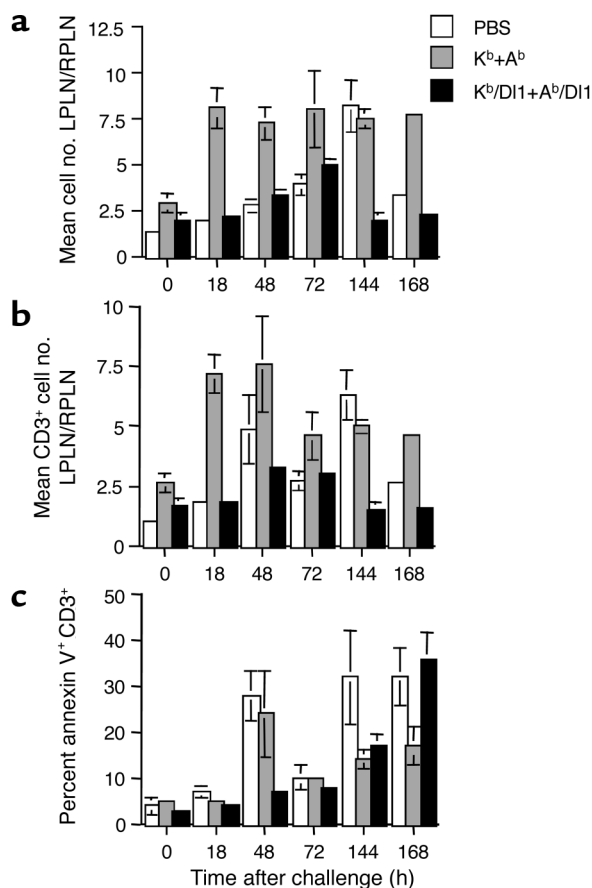 a
PBS
Kᵇ+Aᵇ
Kᵇ/Dl1+Aᵇ/Dl1
Mean cell no. LPLN/RPLN
12.5
10
7.5
5
2.5
0
0 18 48 72 144 168
b
Mean CD3⁺ cell no.
LPLN/RPLN
10
7.5
5
2.5
0
0 18 48 72 144 168
c
Percent annexin V⁺ CD3⁺
50
40
30
20
10
0
0 18 48 72 144 168
Time after challenge (h)